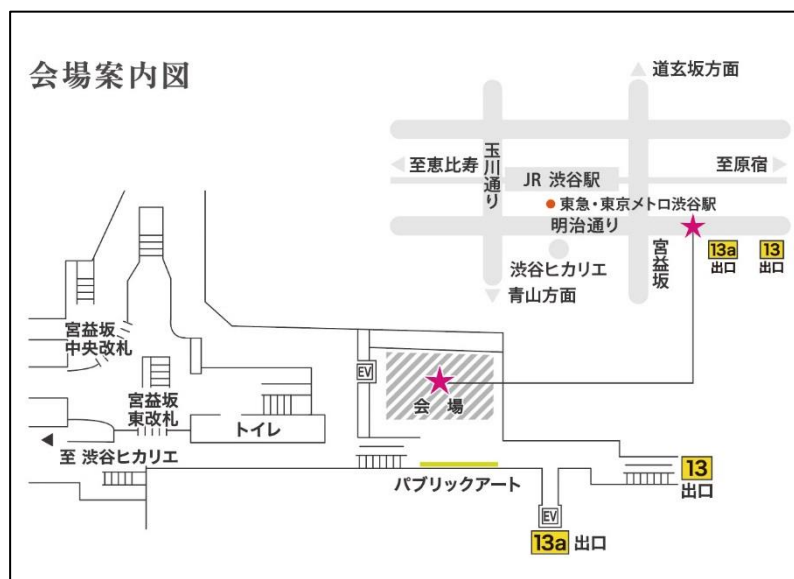 会場案内図
道玄坂方面
至恵比寿
玉川通り
JR 渋谷駅
至原宿
東急・東京メトロ渋谷駅
明治通り
宮益坂
13a
出口
13
出口
渋谷ヒカリエ
青山方面
宮益坂
中央改札
宮益坂
東改札
トイレ
至 渋谷ヒカリエ
EV
会 場
パブリックアート
13
出口
EV
13a 出口